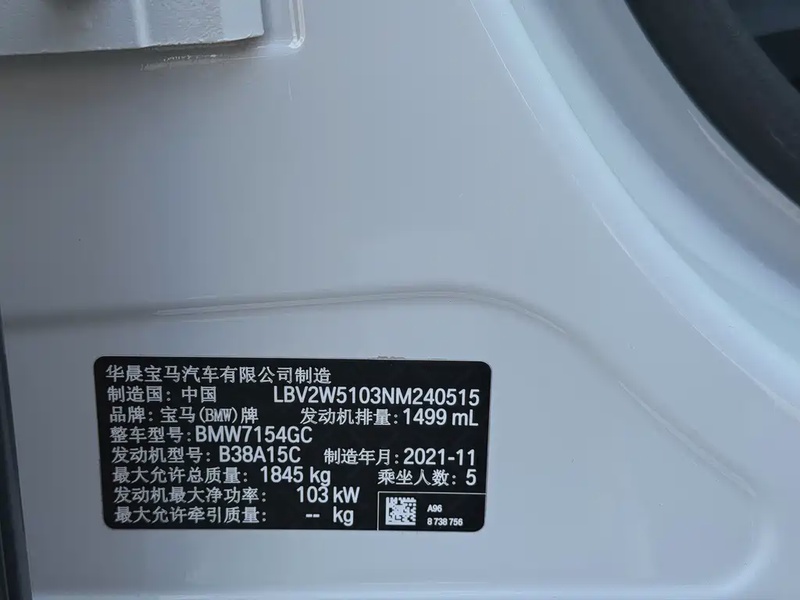 华晨宝马汽车有限公司制造
制造国: 中国 LBV2W5103NM240515
品牌: 宝马(BMW)牌 发动机排量: 1499 mL
整车型号: BMW7154GC
发动机型号: B38A15C 制造年月: 2021-11
最大允许总质量: 1845 kg 乘坐人数: 5
发动机最大净功率: 103 kW
最大允许牵引质量: -- kg
A96
8 738 756